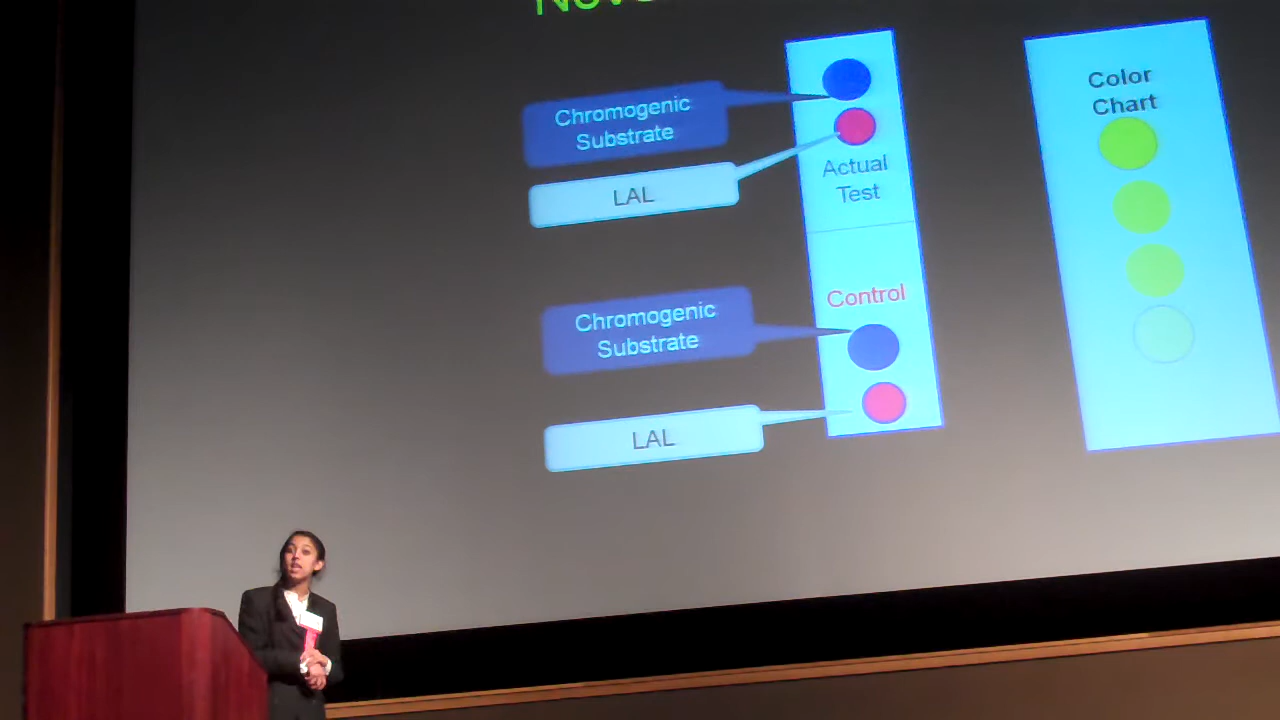 Chromogenic
Substrate
LAL
Actual
Test
Control
Chromogenic
Substrate
LAL
Color
Chart